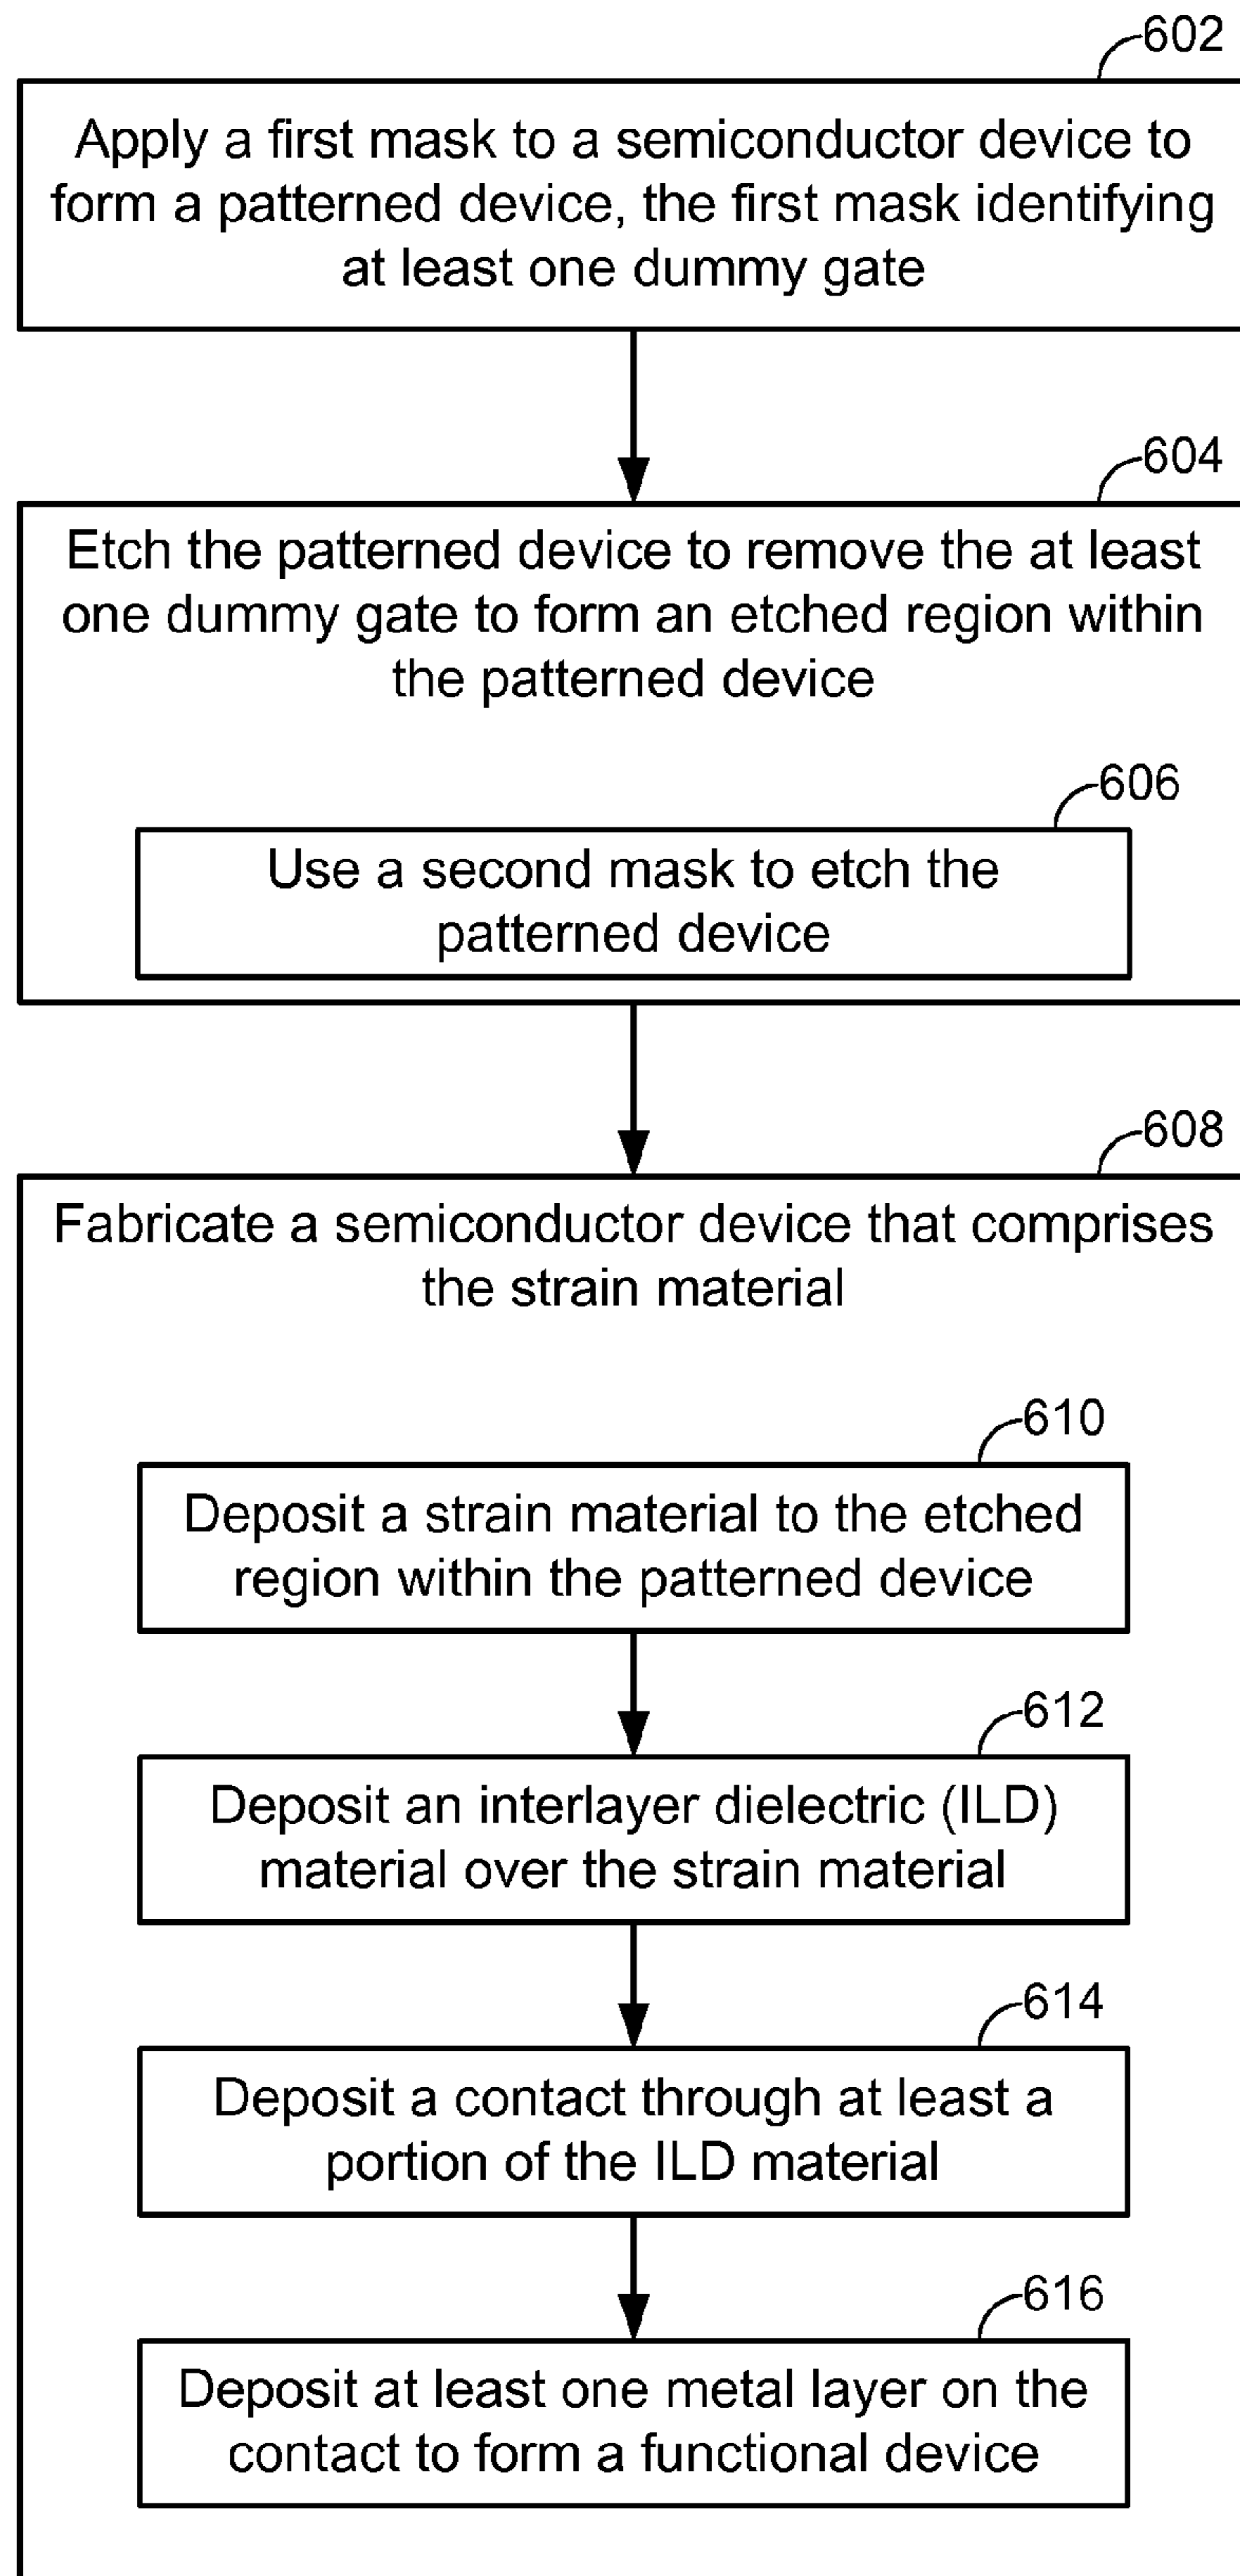 602
Apply a first mask to a semiconductor device to
form a patterned device, the first mask identifying
at least one dummy gate
604
Etch the patterned device to remove the at least
one dummy gate to form an etched region within
the patterned device
606
Use a second mask to etch the
patterned device
608
Fabricate a semiconductor device that comprises
the strain material
610
Deposit a strain material to the etched
region within the patterned device
612
Deposit an interlayer dielectric (ILD)
material over the strain material
614
Deposit a contact through at least a
portion of the ILD material
616
Deposit at least one metal layer on the
contact to form a functional device